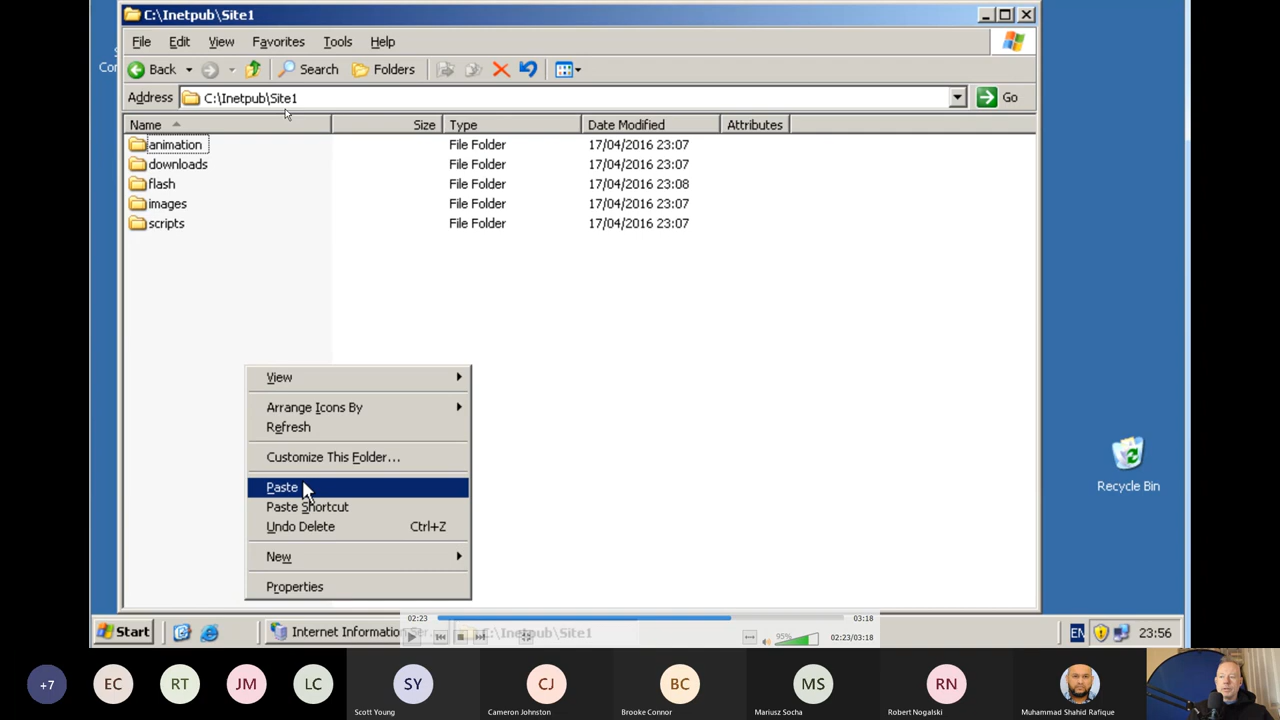 C:\Inetpub\Site1
File Edit View Favorites Tools Help
Back Search Folders
Address C:\Inetpub\Site1 Go
Name Size Type Date Modified Attributes
animation File Folder 17/04/2016 23:07
downloads File Folder 17/04/2016 23:07
flash File Folder 17/04/2016 23:08
images File Folder 17/04/2016 23:07
scripts File Folder 17/04/2016 23:07
View
Arrange Icons By
Refresh
Customize This Folder...
Paste
Paste Shortcut
Undo Delete Ctrl+Z
New
Properties
Recycle Bin
02:23 03:18
Start Internet Informatio C:\Inetpub\Site1 95% 02:23/03:18 EN 23:56
+7 EC RT JM LC SY CJ BC MS RN
Scott Young Cameron Johnston Brooke Connor Mariusz Socha Robert Nogalski Muhammad Shahid Rafique